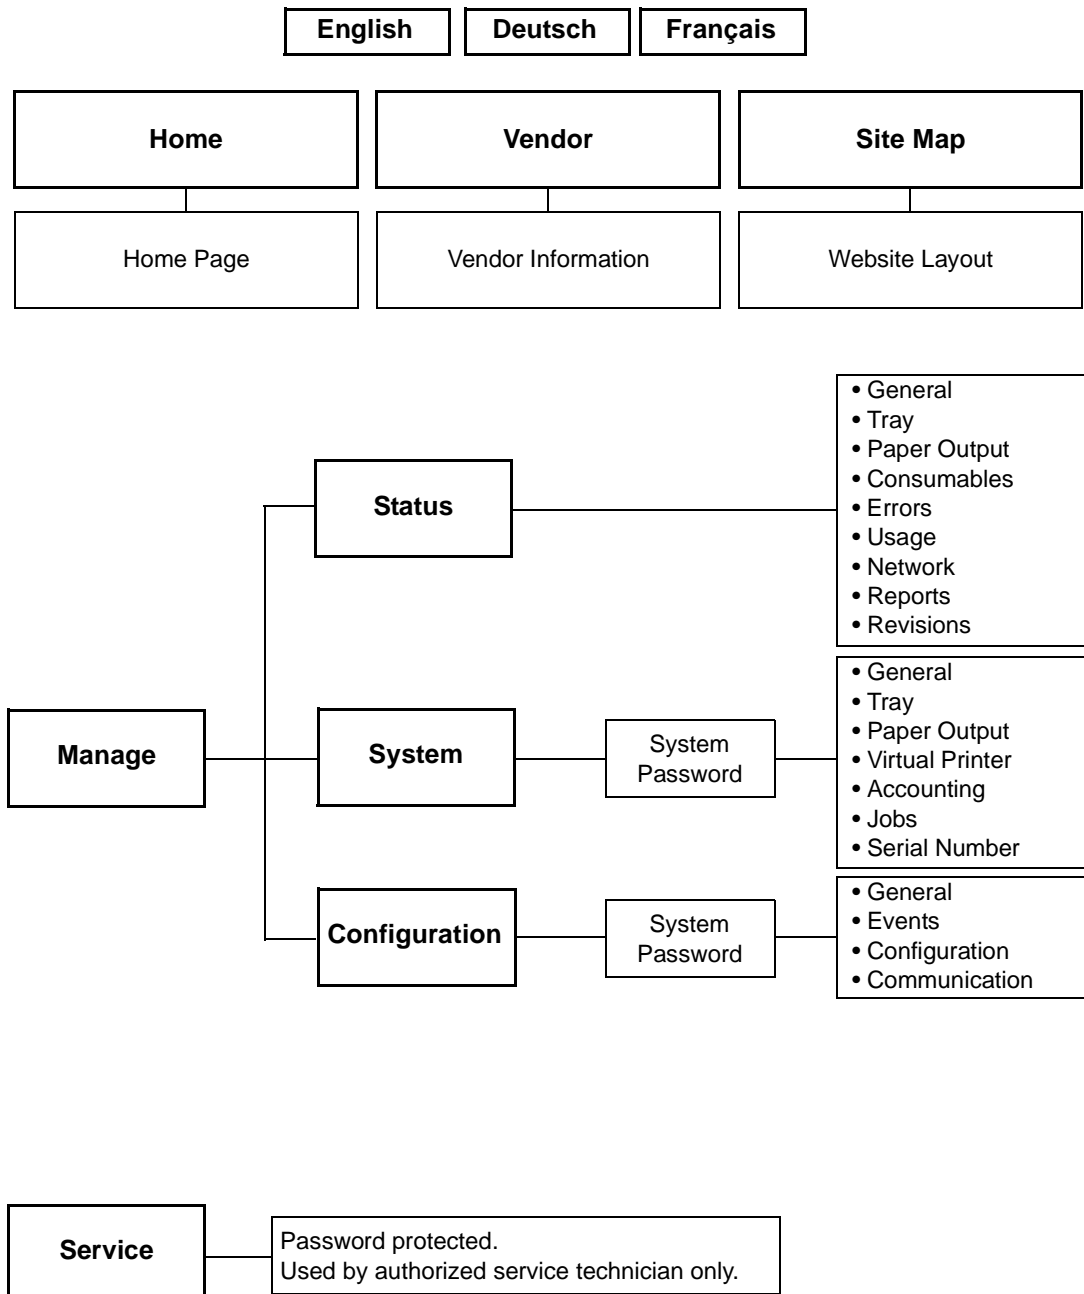 English
Deutsch
Français
Home
Vendor
Site Map
Home Page
Vendor Information
Website Layout
Manage
Status
• General
• Tray
• Paper Output
• Consumables
• Errors
• Usage
• Network
• Reports
• Revisions
System
System
Password
• General
• Tray
• Paper Output
• Virtual Printer
• Accounting
• Jobs
• Serial Number
Configuration
System
Password
• General
• Events
• Configuration
• Communication
Service
Password protected.
Used by authorized service technician only.